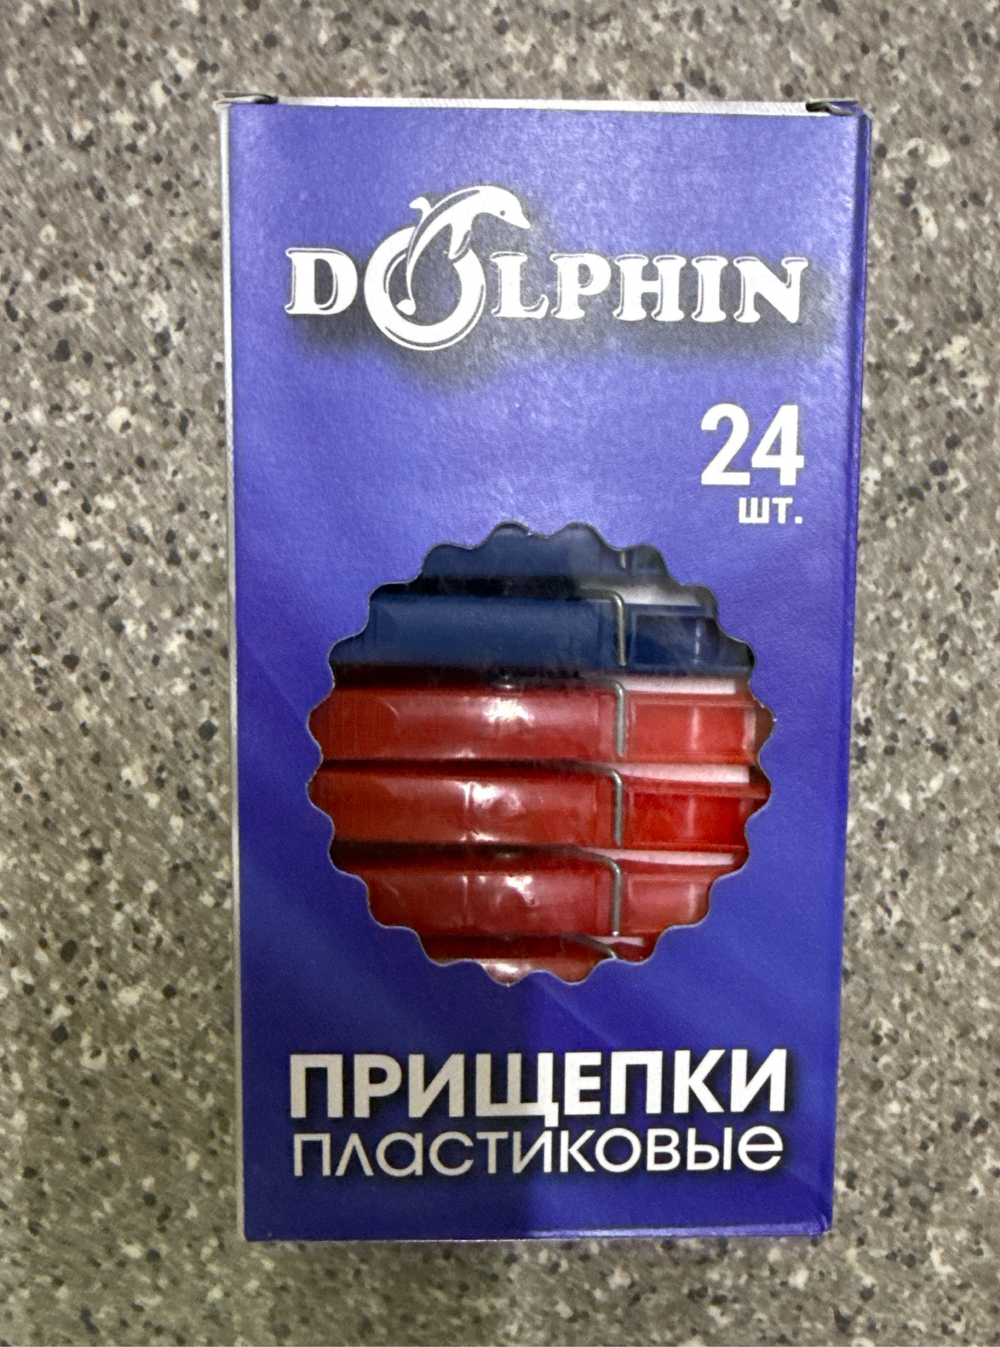 DOLPHIN
24
шт.
ПРИЩЕПКИ
пластиковые